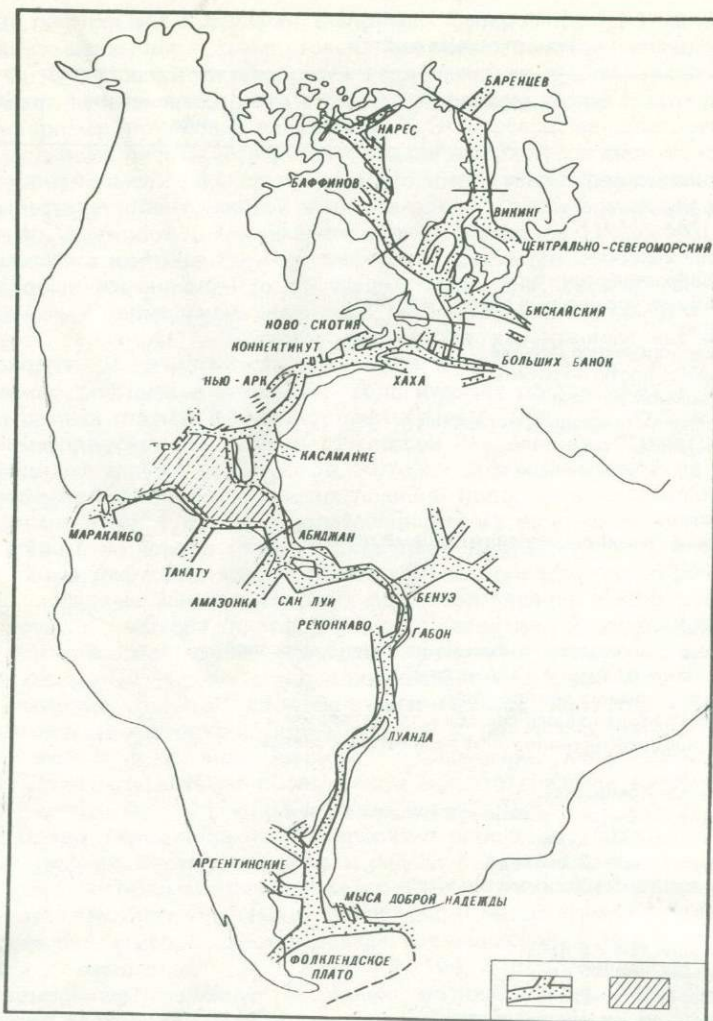 БАРЕНЦЕВ
НАРЕС
БАФФИНОВ
ВИКИНГ
ЦЕНТРАЛЬНО-СЕВЕРОМОРСКИЙ
БИСКАЙСКИЙ
НОВО-СКОТИЯ
КОННЕКТИКУТ
БОЛЬШИХ БАНОК
НЬЮ-АРК
ХАХА
КАСАМАНКЕ
МАРАКАИБО
АБИДЖАН
ТАКАТУ
АМАЗОНКА
САН ЛУИ
БЕНУЭ
РЕКОНКАВО
ГАБОН
ЛУАНДА
АРГЕНТИНСКИЕ
МЫСА ДОБРОЙ НАДЕЖДЫ
ФОЛКЛЕНДСКОЕ
ПЛАТО